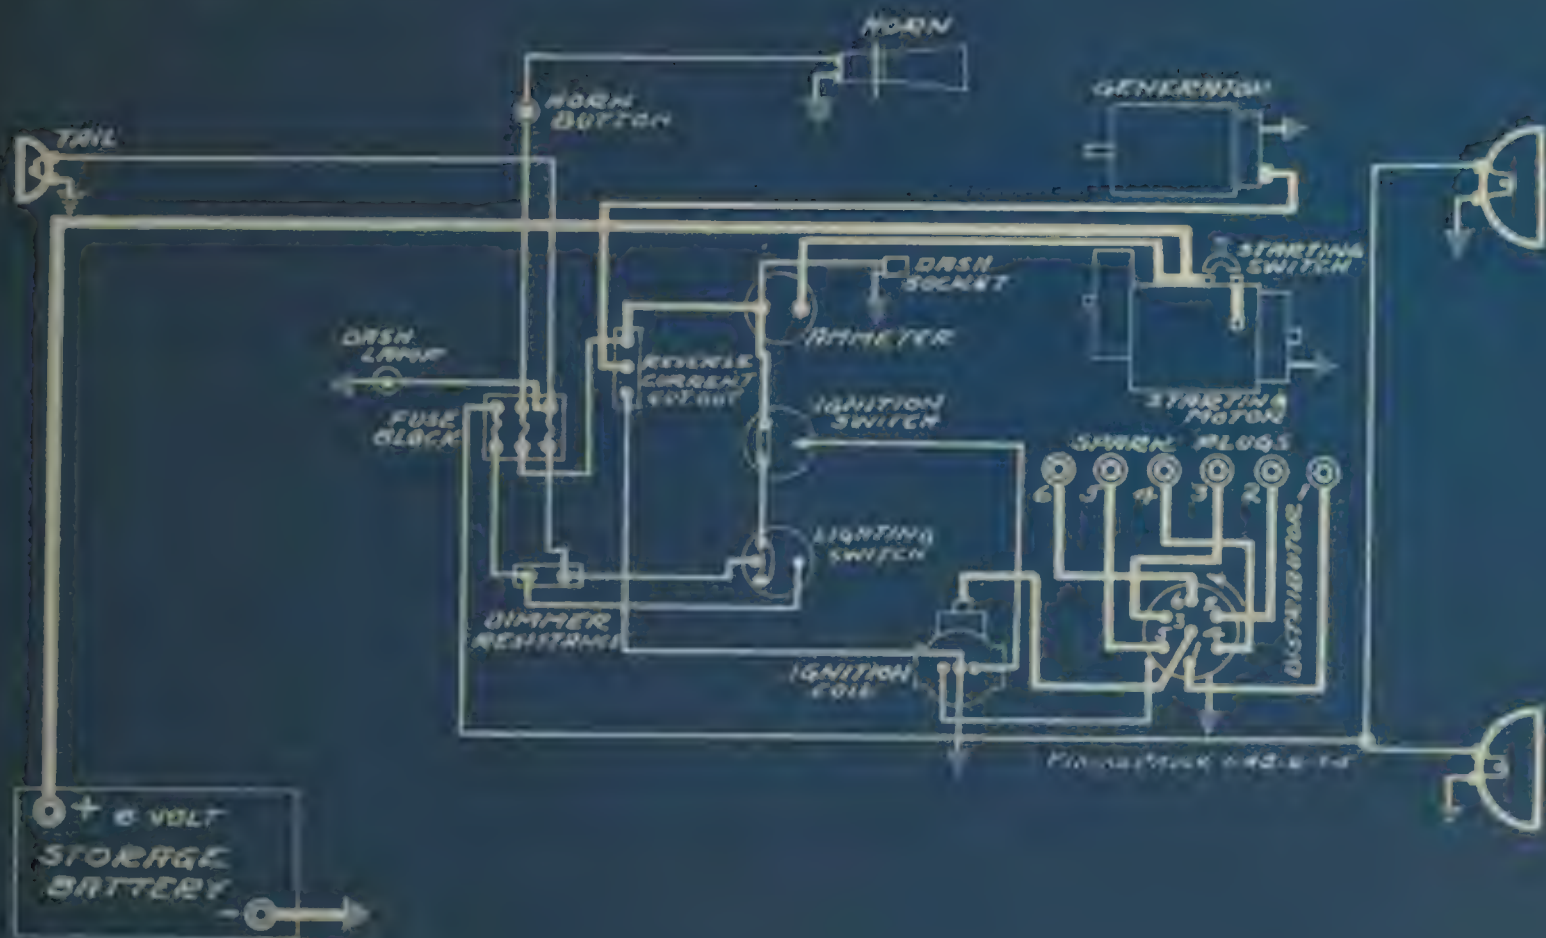 HORN
GENERATOR
HORN
BUTTON
TAIL
STARTING
SWITCH
DASH
SOCKET
AMMETER
DASH
LAMP
REVERSE
CURRENT
CUTOUT
IGNITION
SWITCH
STARTING
MOTOR
FUSE
BLOCK
SPARK PLUGS
6 5 4 3 2 1
LIGHTING
SWITCH
DISTRIBUTOR
DIMMER
RESISTANCE
IGNITION
COIL
+ 6 VOLT
STORAGE
BATTERY
-